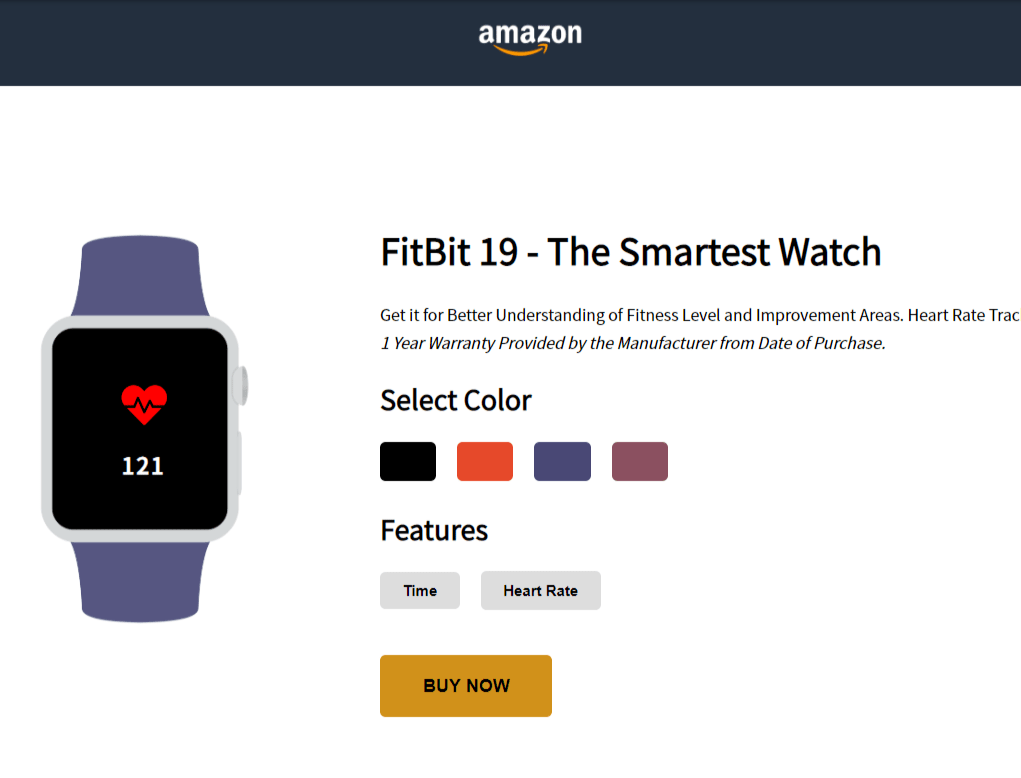 amazon
FitBit 19 - The Smartest Watch
Get it for Better Understanding of Fitness Level and Improvement Areas. Heart Rate Trac
1 Year Warranty Provided by the Manufacturer from Date of Purchase.
Select Color
121
Features
Time
Heart Rate
BUY NOW